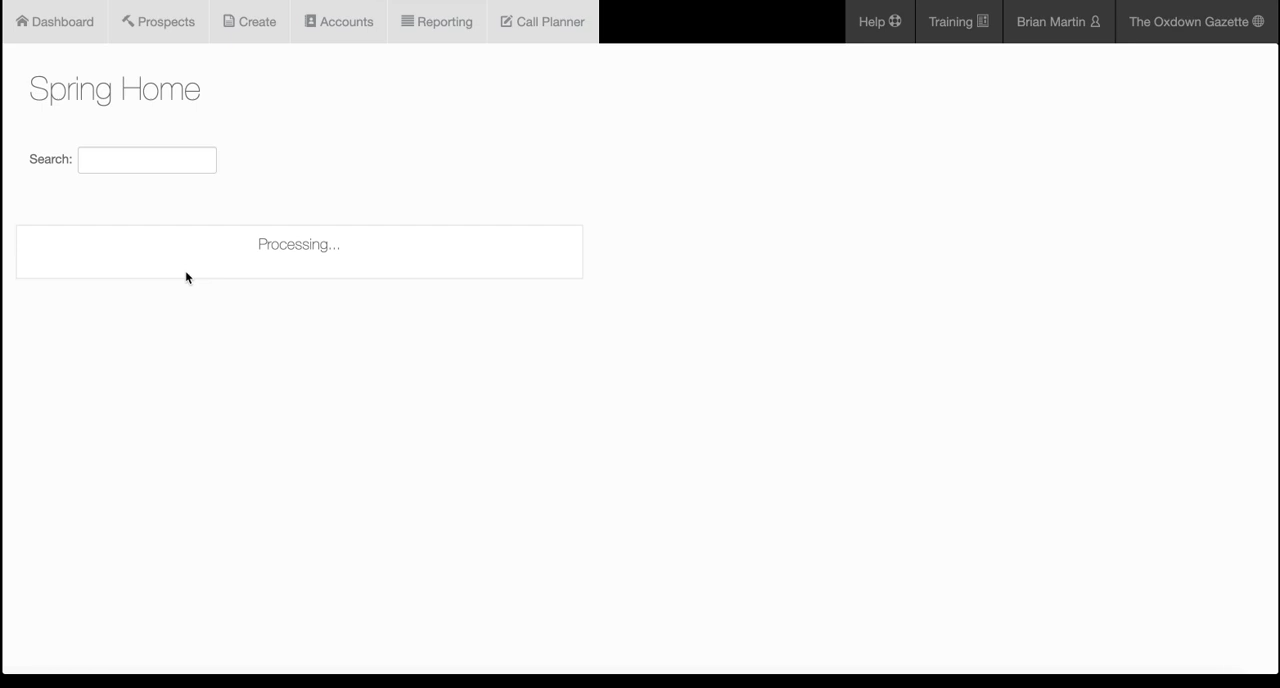 Dashboard Prospects Create Accounts Reporting Call Planner Help Training Brian Martin The Oxdown Gazette
Spring Home
Search:
Processing...